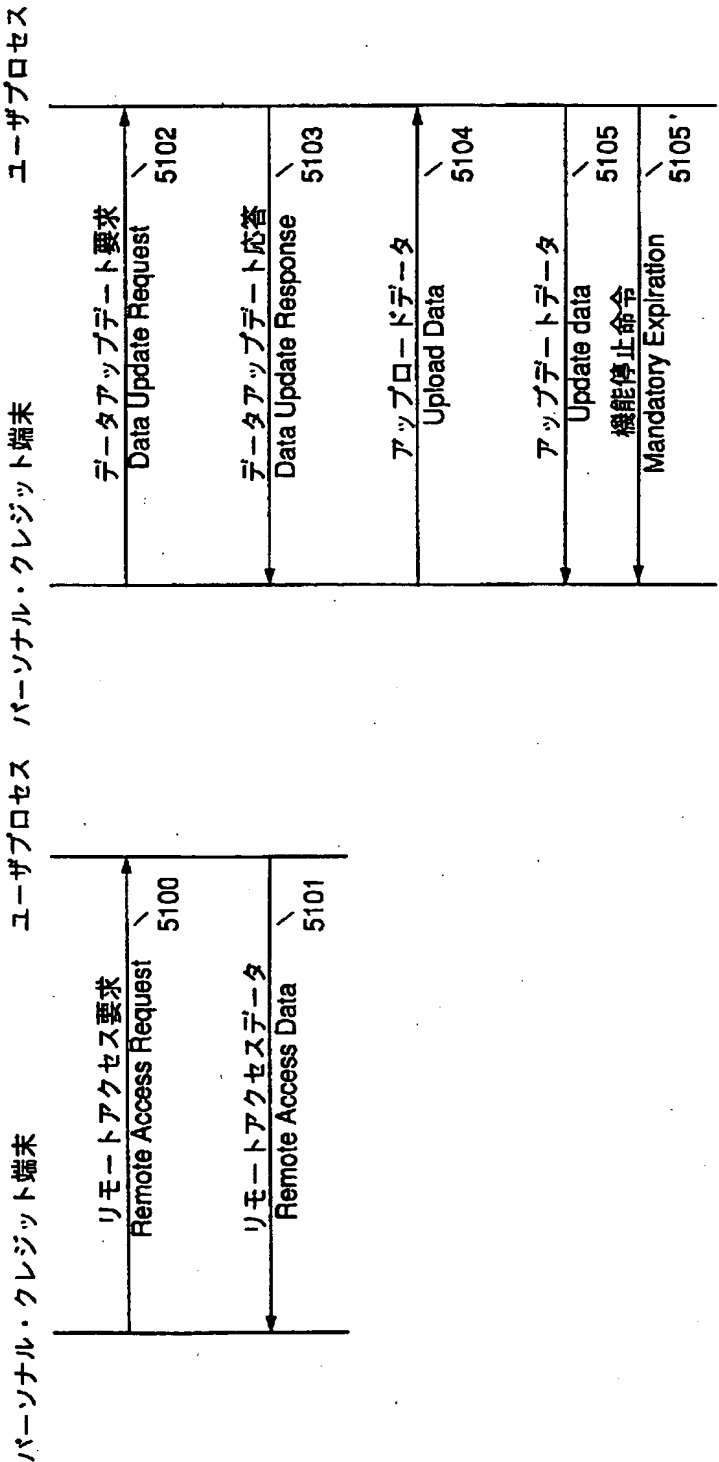 パーソナル・クレジット端末
ユーザプロセス
リモートアクセス要求
Remote Access Request
5100
リモートアクセスデータ
Remote Access Data
5101
パーソナル・クレジット端末
ユーザプロセス
データアップデート要求
Data Update Request
5102
データアップデート応答
Data Update Response
5103
アップロードデータ
Upload Data
5104
アップデートデータ
Update data
5105
機能停止命令
Mandatory Expiration
5105'